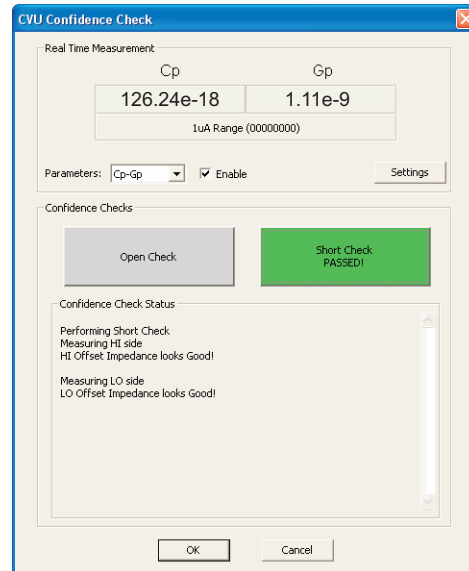 CVU Confidence Check
Real Time Measurement
Cp Gp
126.24e-18 1.11e-9
1uA Range (00000000)
Parameters: Cp-Gp Enable Settings
Confidence Checks
Open Check
Short Check
PASSED!
Confidence Check Status
Performing Short Check
Measuring HI side
HI Offset Impedance looks Good!
Measuring LO side
LO Offset Impedance looks Good!
OK Cancel